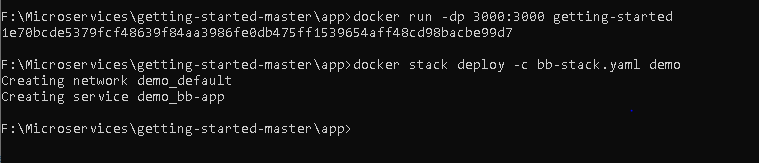 F:\Microservices\getting-started-master\app>docker run -dp 3000:3000 getting-started
1e70bcde5379fcf48639f84aa3986fe0db475ff1539654aff48cd98bacbe99d7
F:\Microservices\getting-started-master\app>docker stack deploy -c bb-stack.yaml demo
Creating network demo_default
Creating service demo_bb-app
F:\Microservices\getting-started-master\app>